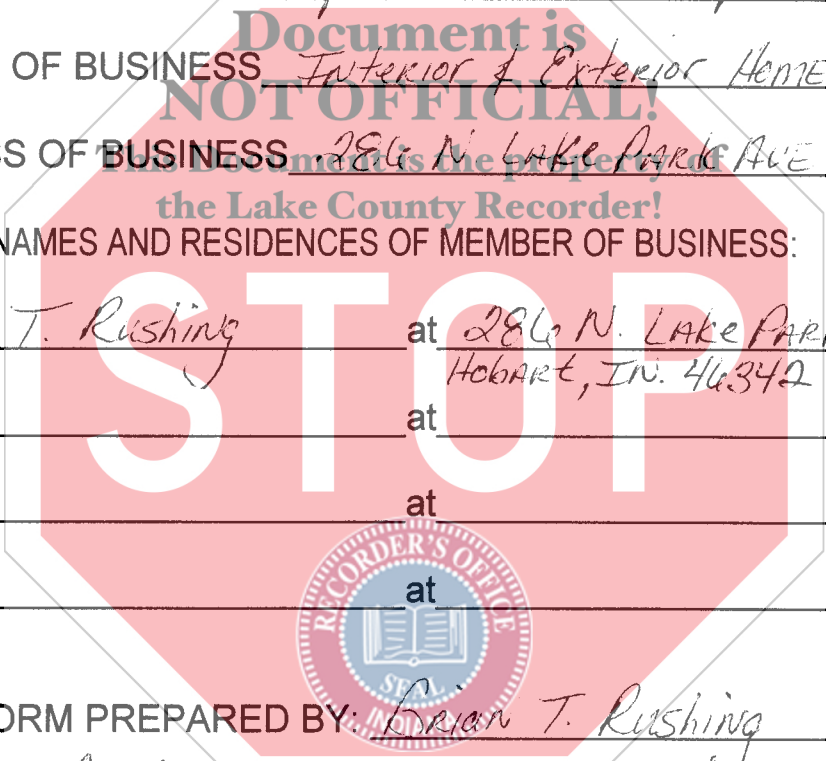 Document is
OF BUSINESS Interior & Exterior Home
NOT OFFICIAL!
SS OF BUSINESS 286 N. Lake Park Ave
This Document is the property of
the Lake County Recorder!
NAMES AND RESIDENCES OF MEMBER OF BUSINESS:
T. Rushing at 286 N. Lake Park
Hobart, IN. 46342
at
STOP
at
at
RECORDER'S OFFICE
SEAL
INDIANA
ORM PREPARED BY: Brian T. Rushing